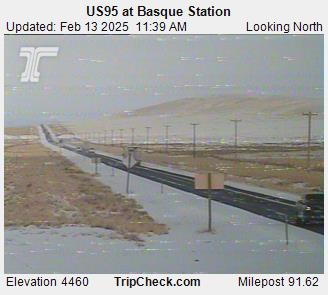 US95 at Basque Station
Updated: Feb 13 2025 11:39 AM Looking North
Elevation 4460 TripCheck.com Milepost 91.62